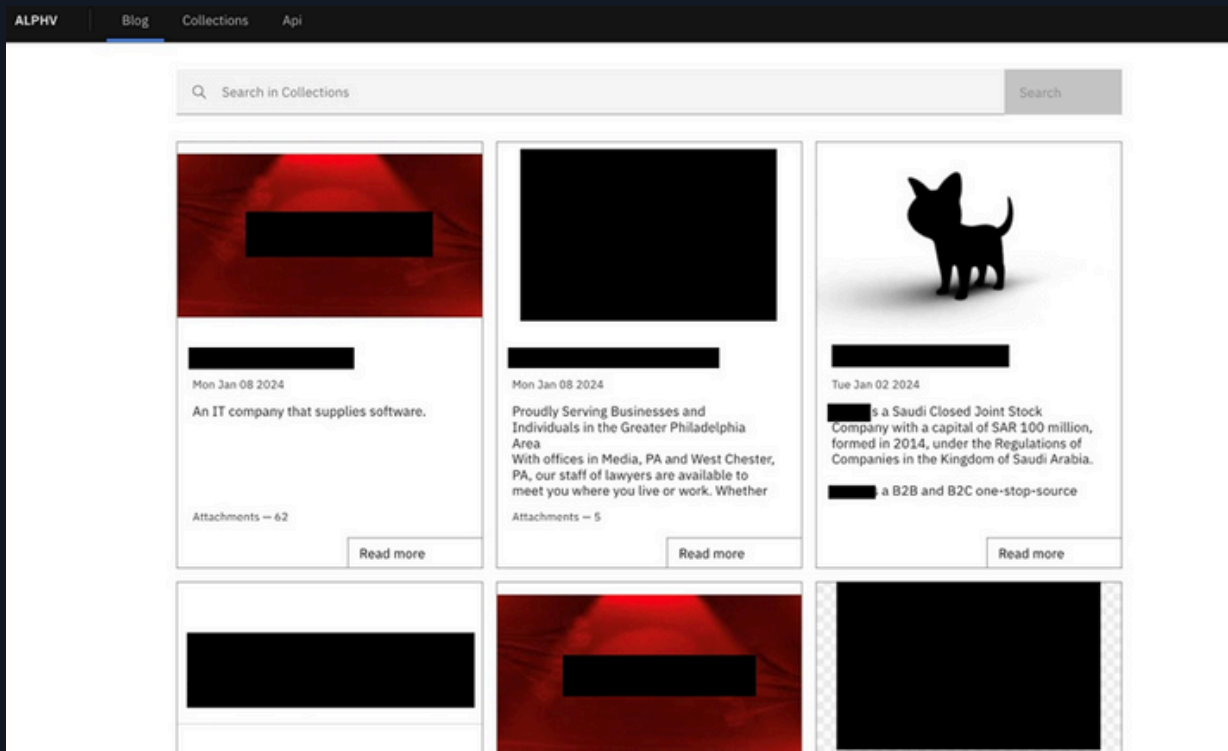 ALPHV
Blog
Collections
Api
Search in Collections
Search
Mon Jan 08 2024
An IT company that supplies software.
Attachments — 62
Read more
Mon Jan 08 2024
Proudly Serving Businesses and
Individuals in the Greater Philadelphia
Area
With offices in Media, PA and West Chester,
PA, our staff of lawyers are available to
meet you where you live or work. Whether
Attachments — 5
Read more
Tue Jan 02 2024
s a Saudi Closed Joint Stock
Company with a capital of SAR 100 million,
formed in 2014, under the Regulations of
Companies in the Kingdom of Saudi Arabia.
a B2B and B2C one-stop-source
Read more